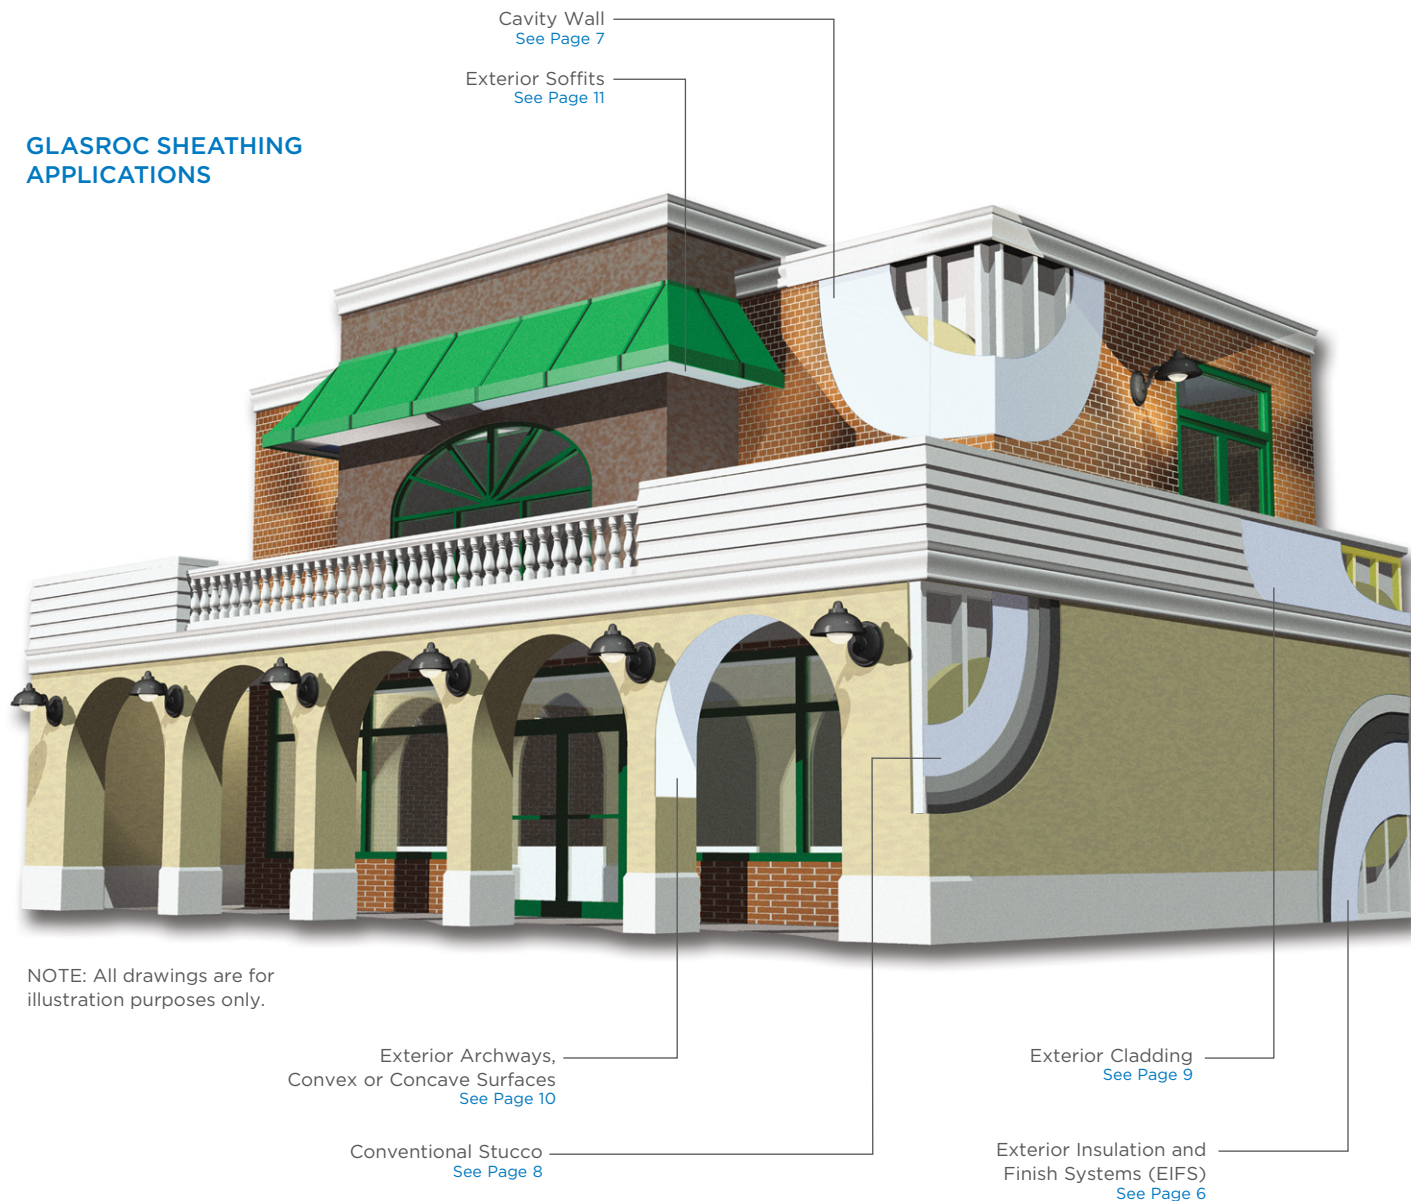 Cavity Wall
See Page 7
Exterior Soffits
See Page 11
GLASROC SHEATHING
APPLICATIONS
NOTE: All drawings are for
illustration purposes only.
Exterior Archways,
Convex or Concave Surfaces
See Page 10
Conventional Stucco
See Page 8
Exterior Cladding
See Page 9
Exterior Insulation and
Finish Systems (EIFS)
See Page 6